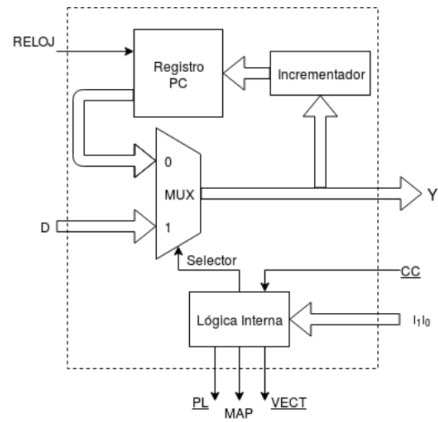 RELOJ
Registro
PC
Incrementador
0
MUX
Y
D
1
Selector
CC
Lógica Interna
I₁I₀
PL
MAP
VECT